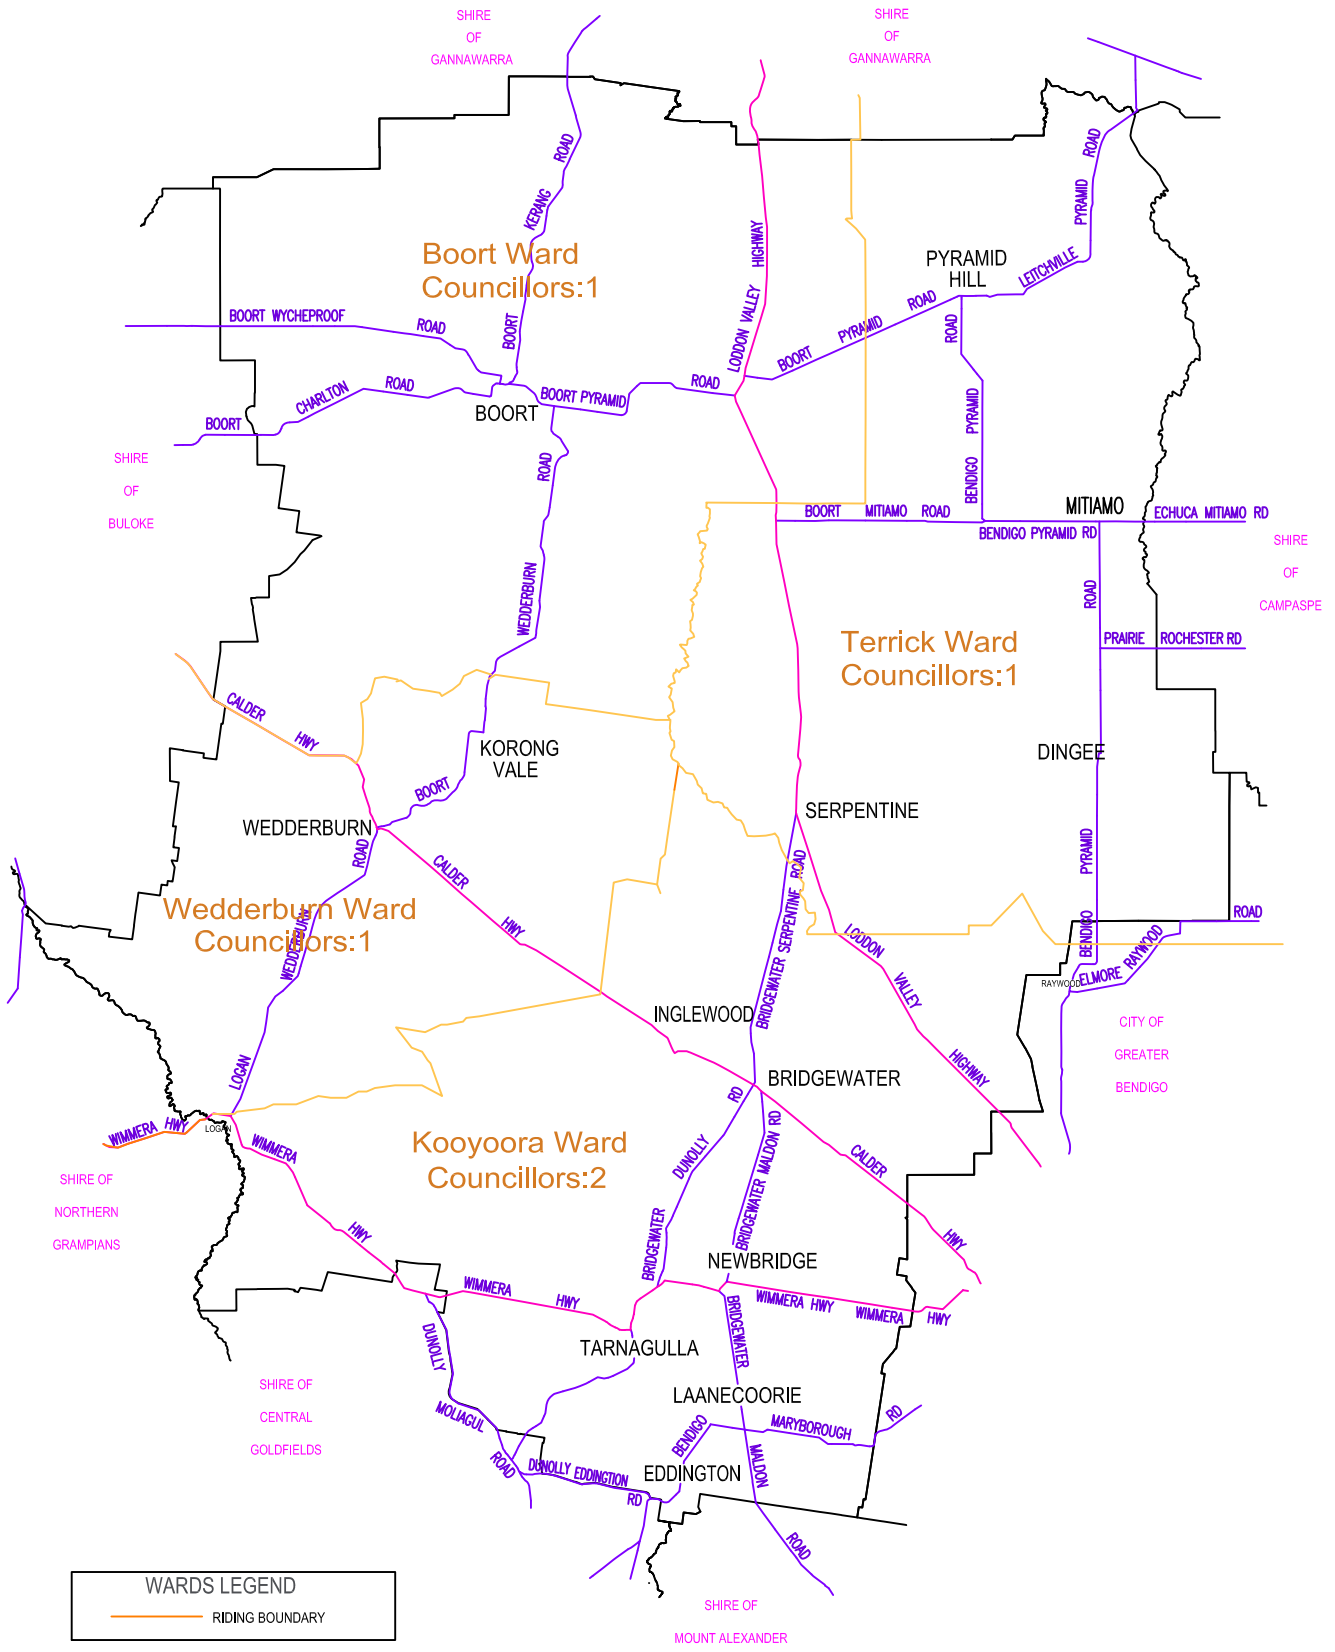 SHIRE
OF
GANNAWARRA
SHIRE
OF
GANNAWARRA
ROAD
KERANG
BOORT
Boort Ward
Councillors:1
HIGHWAY
LODDON VALLEY
PYRAMID
HILL
ROAD
PYRAMID
LEITCHVILLE
BOORT WYCHEPROOF
ROAD
BOORT
CHARLTON
ROAD
BOORT PYRAMID
ROAD
BOORT
PYRAMID
ROAD
ROAD
PYRAMID
BENDIGO
BOORT
SHIRE
OF
BULOKE
ROAD
WEDDERBURN
BOORT
BOORT
MITIAMO
ROAD
MITIAMO
BENDIGO PYRAMID RD
ECHUCA MITIAMO RD
SHIRE
OF
CAMPASPE
ROAD
PRAIRIE
ROCHESTER RD
Terrick Ward
Councillors:1
CALDER
HWY
KORONG
VALE
DINGEE
WEDDERBURN
SERPENTINE
ROAD
WEDDERBURN
LOGAN
CALDER
HWY
Wedderburn Ward
Councillors:1
BRIDGEWATER SERPENTINE ROAD
LODDON
VALLEY
HIGHWAY
PYRAMID
BENDIGO
ELMORE
RAYWOOD
ROAD
RAYWOOD
INGLEWOOD
CITY OF
GREATER
BENDIGO
BRIDGEWATER
WIMMERA
HWY
LOGAN
WIMMERA
HWY
Kooyoora Ward
Councillors:2
RD
DUNOLLY
BRIDGEWATER
BRIDGEWATER MALDON RD
CALDER
HWY
SHIRE OF
NORTHERN
GRAMPIANS
NEWBRIDGE
WIMMERA
HWY
WIMMERA HWY
WIMMERA
HWY
DUNOLLY
MOLIAGUL
ROAD
TARNAGULLA
BRIDGEWATER
MALDON
ROAD
SHIRE OF
CENTRAL
GOLDFIELDS
LAANECOORIE
BENDIGO
MARYBOROUGH
RD
DUNOLLY EDDINGTON
RD
EDDINGTON
WARDS LEGEND
RIDING BOUNDARY
SHIRE OF
MOUNT ALEXANDER